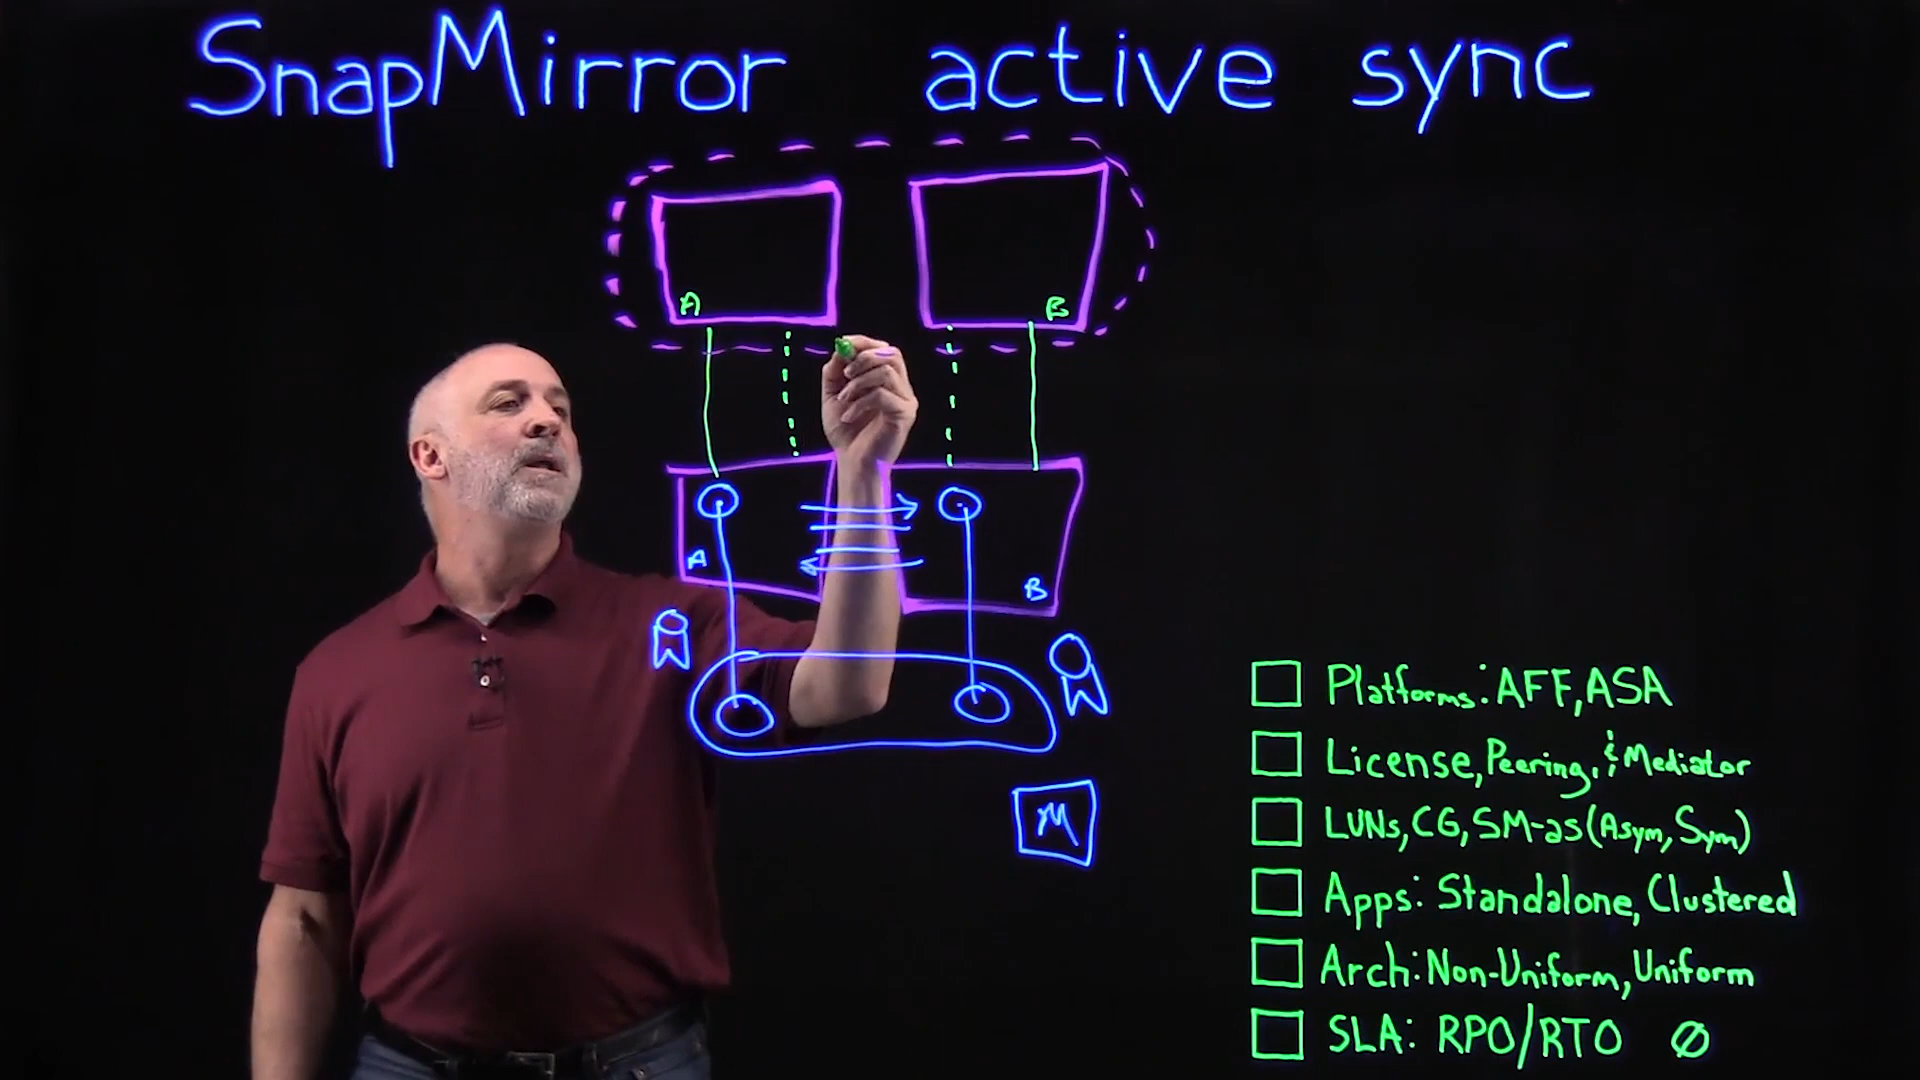 SnapMirror active sync
A B
A
B
M
Platforms: AFF, ASA
License, Peering, & Mediator
LUNs, CG, SM-as (Asym, Sym)
Apps: Standalone, Clustered
Arch: Non-Uniform, Uniform
SLA: RPO/RTO Ø